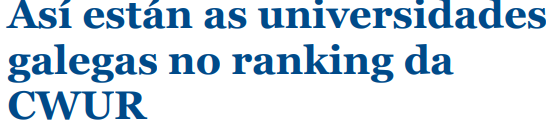 Así están as universidades
galegas no ranking da
CWUR